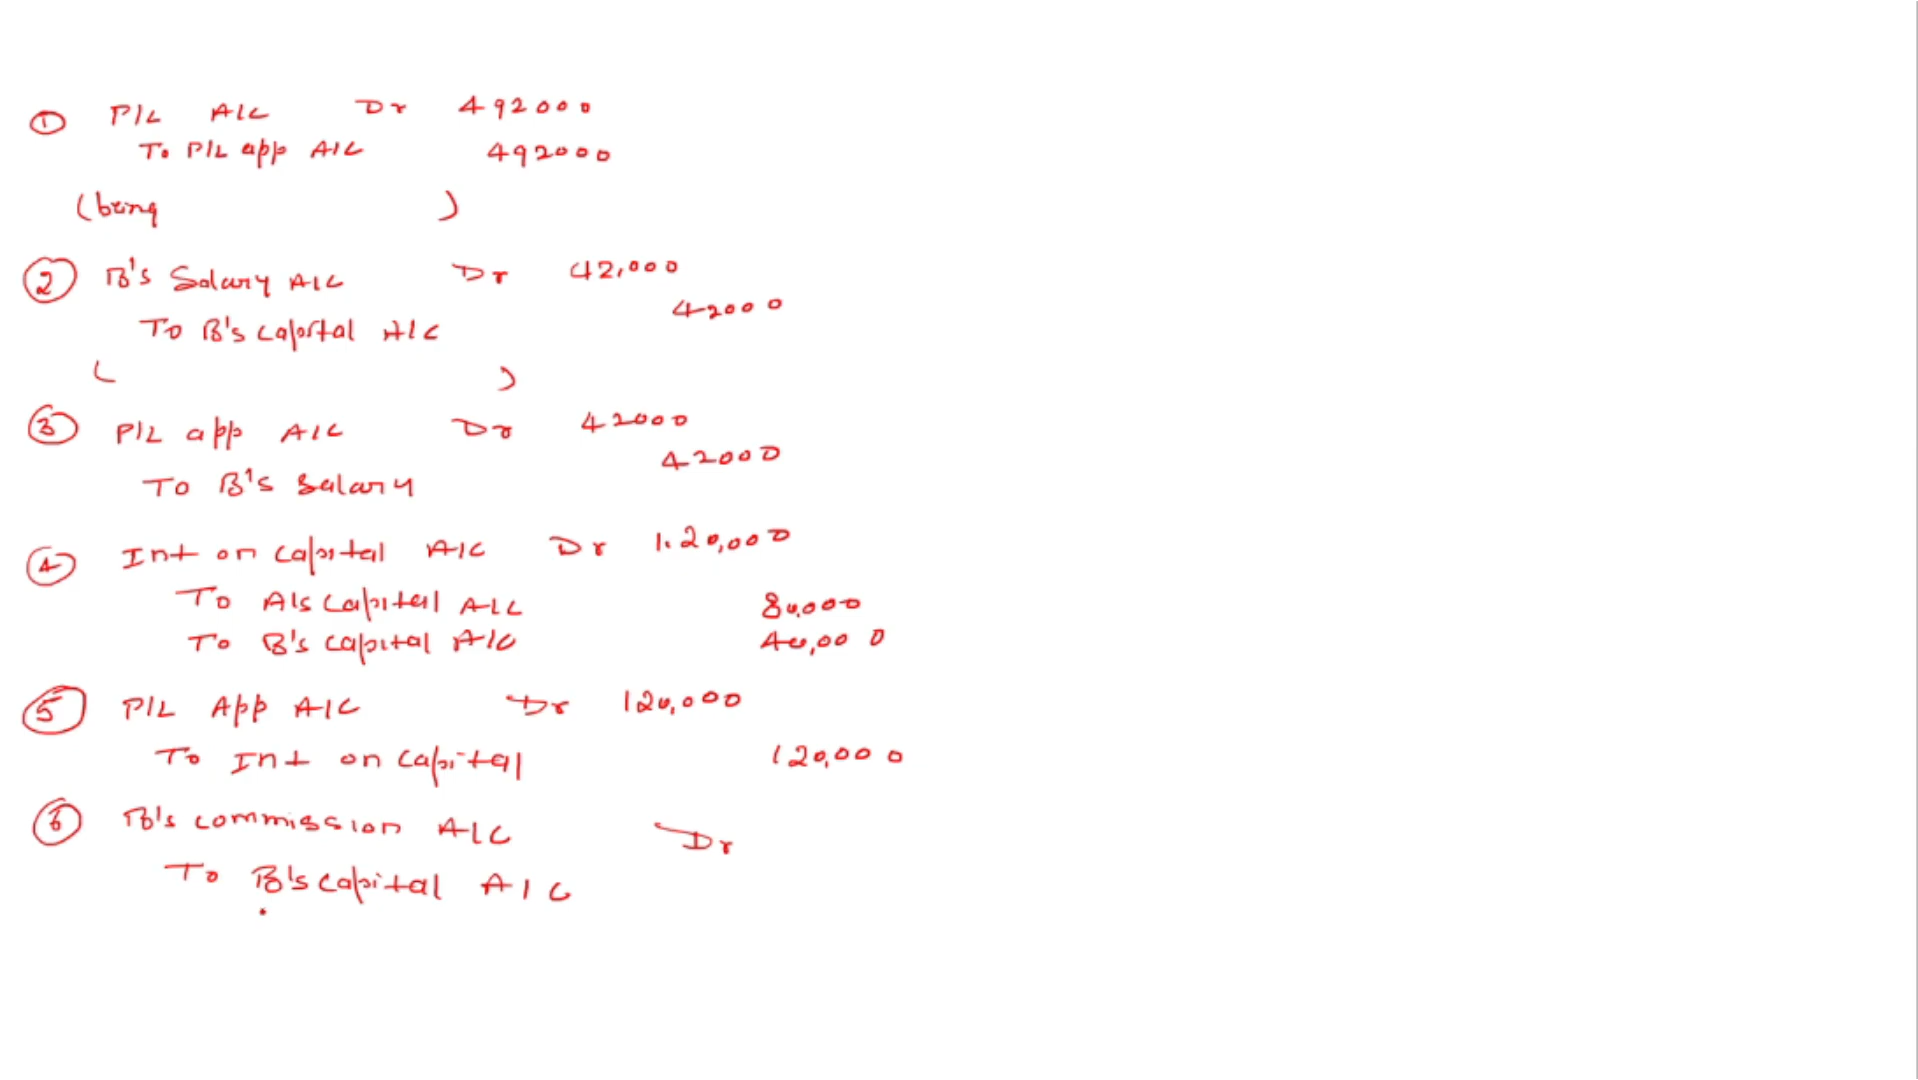 ① P/L A/C Dr 492000
To P/L app A/C 492000
(being )
② B's Salary A/C Dr 42,000
To B's capital A/C 42000
( )
③ P/L app A/C Dr 42000
To B's Salary 42000
④ Int on capital A/C Dr 1,20,000
To A's capital A/C 80,000
To B's capital A/C 40,000
⑤ P/L App A/C Dr 120,000
To Int on capital 120,000
⑥ B's commission A/C Dr
To B's capital A/C